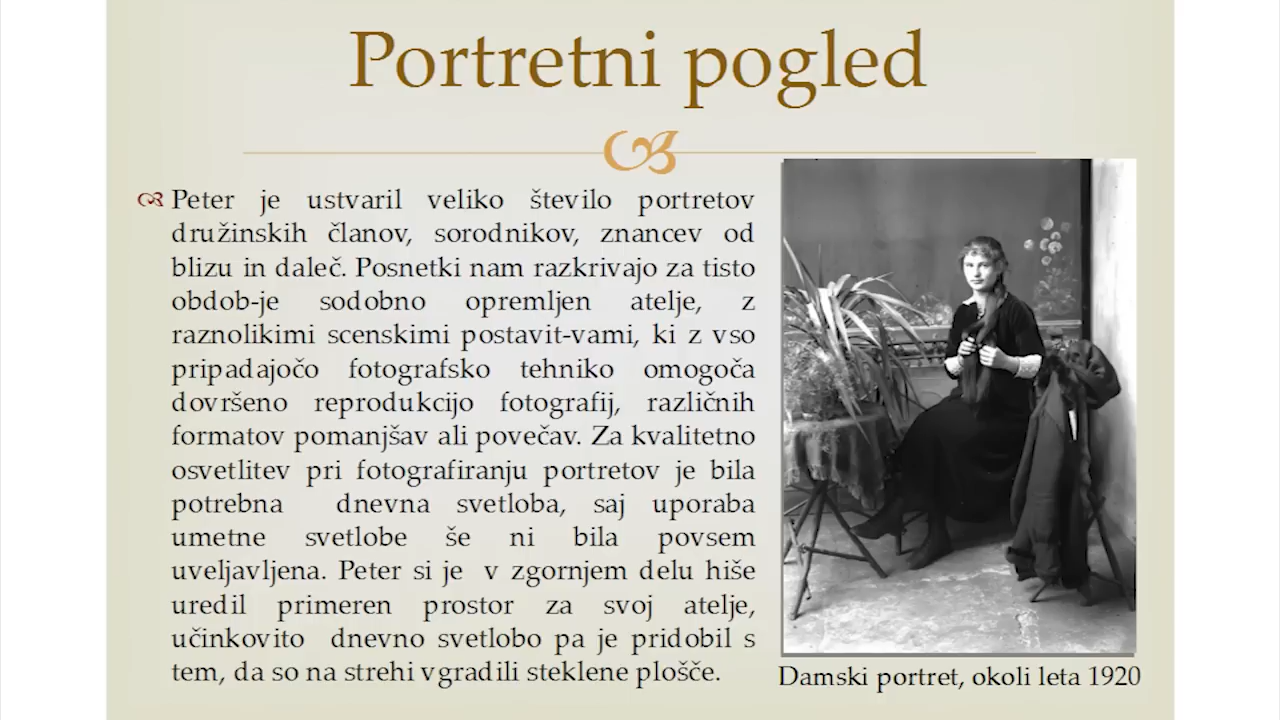 Portretni pogled
Peter je ustvaril veliko število portretov
družinskih članov, sorodnikov, znancev od
blizu in daleč. Posnetki nam razkrivajo za tisto
obdob-je sodobno opremljen atelje, z
raznolikimi scenskimi postavit-vami, ki z vso
pripadajočo fotografsko tehniko omogoča
dovršeno reprodukcijo fotografij, različnih
formatov pomanjšav ali povečav. Za kvalitetno
osvetlitev pri fotografiranju portretov je bila
potrebna dnevna svetloba, saj uporaba
umetne svetlobe še ni bila povsem
uveljavljena. Peter si je v zgornjem delu hiše
uredil primeren prostor za svoj atelje,
učinkovito dnevno svetlobo pa je pridobil s
tem, da so na strehi vgradili steklene plošče.
Damski portret, okoli leta 1920